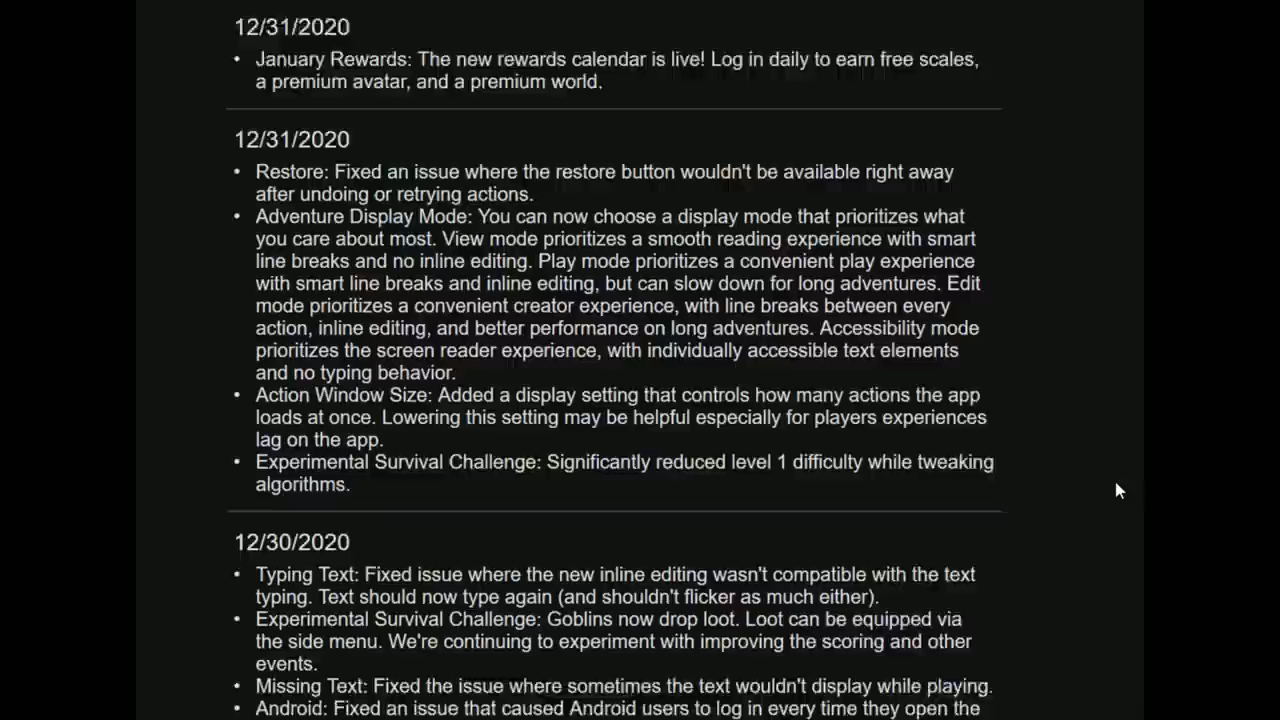 12/31/2020
• January Rewards: The new rewards calendar is live! Log in daily to earn free scales,
a premium avatar, and a premium world.
12/31/2020
• Restore: Fixed an issue where the restore button wouldn't be available right away
after undoing or retrying actions.
• Adventure Display Mode: You can now choose a display mode that prioritizes what
you care about most. View mode prioritizes a smooth reading experience with smart
line breaks and no inline editing. Play mode prioritizes a convenient play experience
with smart line breaks and inline editing, but can slow down for long adventures. Edit
mode prioritizes a convenient creator experience, with line breaks between every
action, inline editing, and better performance on long adventures. Accessibility mode
prioritizes the screen reader experience, with individually accessible text elements
and no typing behavior.
• Action Window Size: Added a display setting that controls how many actions the app
loads at once. Lowering this setting may be helpful especially for players experiences
lag on the app.
• Experimental Survival Challenge: Significantly reduced level 1 difficulty while tweaking
algorithms.
12/30/2020
• Typing Text: Fixed issue where the new inline editing wasn't compatible with the text
typing. Text should now type again (and shouldn't flicker as much either).
• Experimental Survival Challenge: Goblins now drop loot. Loot can be equipped via
the side menu. We're continuing to experiment with improving the scoring and other
events.
• Missing Text: Fixed the issue where sometimes the text wouldn't display while playing.
• Android: Fixed an issue that caused Android users to log in every time they open the